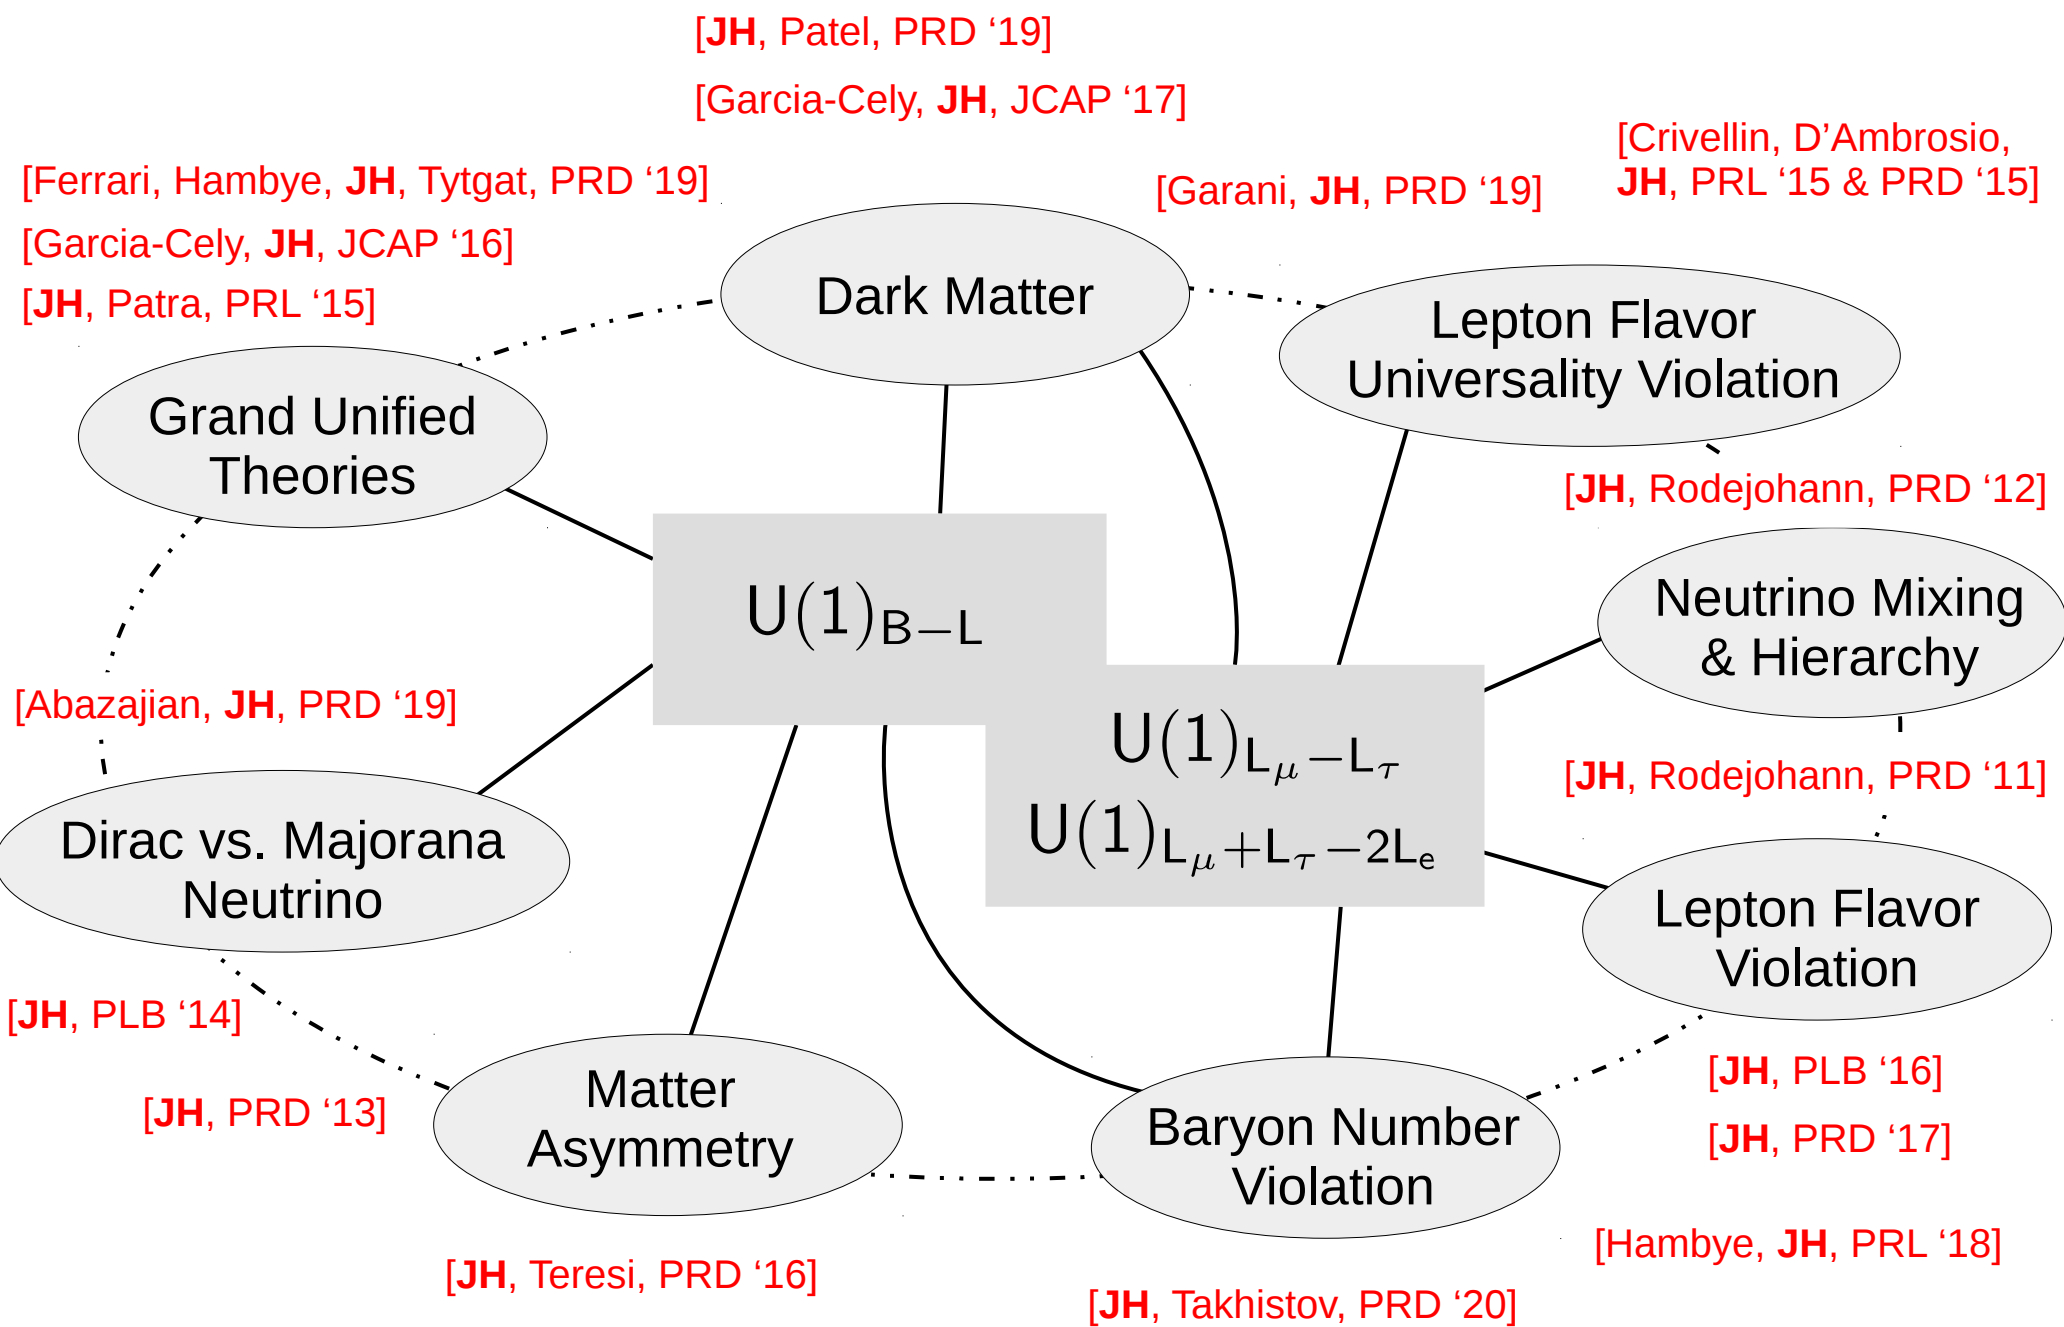 [JH, Patel, PRD ‘19]
[Garcia-Cely, JH, JCAP ‘17]
[Crivellin, D’Ambrosio,
JH, PRL ‘15 & PRD ‘15]
[Ferrari, Hambye, JH, Tytgat, PRD ‘19]
[Garani, JH, PRD ‘19]
[Garcia-Cely, JH, JCAP ‘16]
[JH, Patra, PRL ‘15]
Dark Matter
Lepton Flavor
Universality Violation
Grand Unified
Theories
[JH, Rodejohann, PRD ‘12]
Neutrino Mixing
& Hierarchy
U(1)B−L
[Abazajian, JH, PRD ‘19]
U(1)Lμ−Lτ
U(1)Lμ+Lτ−2Le
[JH, Rodejohann, PRD ‘11]
Dirac vs. Majorana
Neutrino
Lepton Flavor
Violation
[JH, PLB ‘14]
[JH, PRD ‘13]
Matter
Asymmetry
Baryon Number
Violation
[JH, PLB ‘16]
[JH, PRD ‘17]
[Hambye, JH, PRL ‘18]
[JH, Teresi, PRD ‘16]
[JH, Takhistov, PRD ‘20]